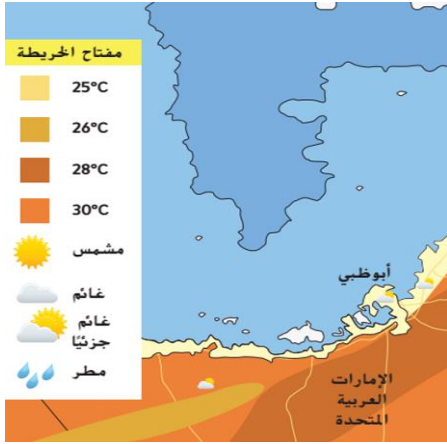 مفتاح الخريطة
25°C
26°C
28°C
30°C
مشمس
غائم
غائم
جزئيًا
مطر
أبوظبي
الإمارات
العربية
المتحدة